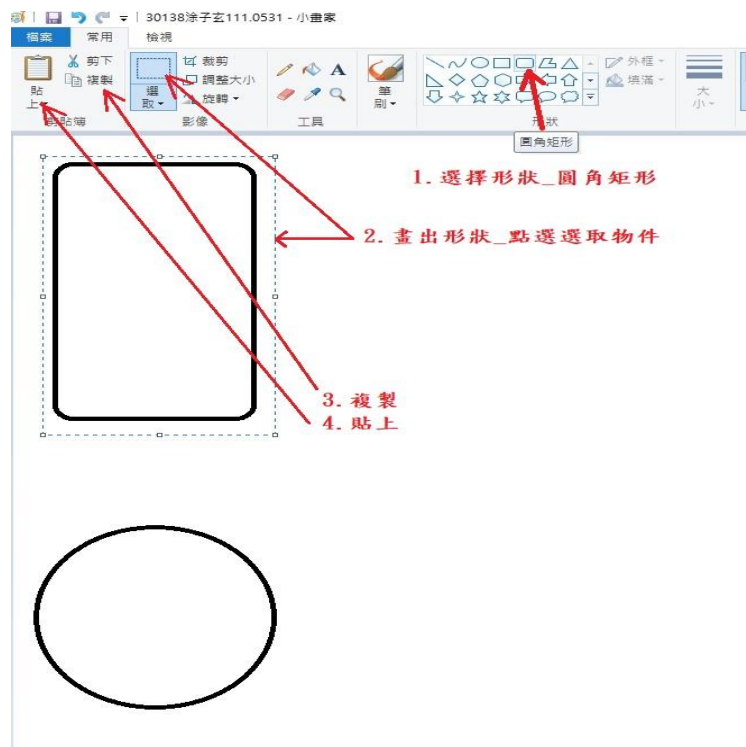 30138涂子玄111.0531 - 小畫家
檔案 常用 檢視
貼上
剪下
複製
剪貼簿
選取
裁剪
調整大小
旋轉
影像
A
工具
筆刷
外框
填滿
形狀
大小
圓角矩形
1. 選擇形狀_圓角矩形
2. 畫出形狀_點選選取物件
3. 複製
4. 貼上